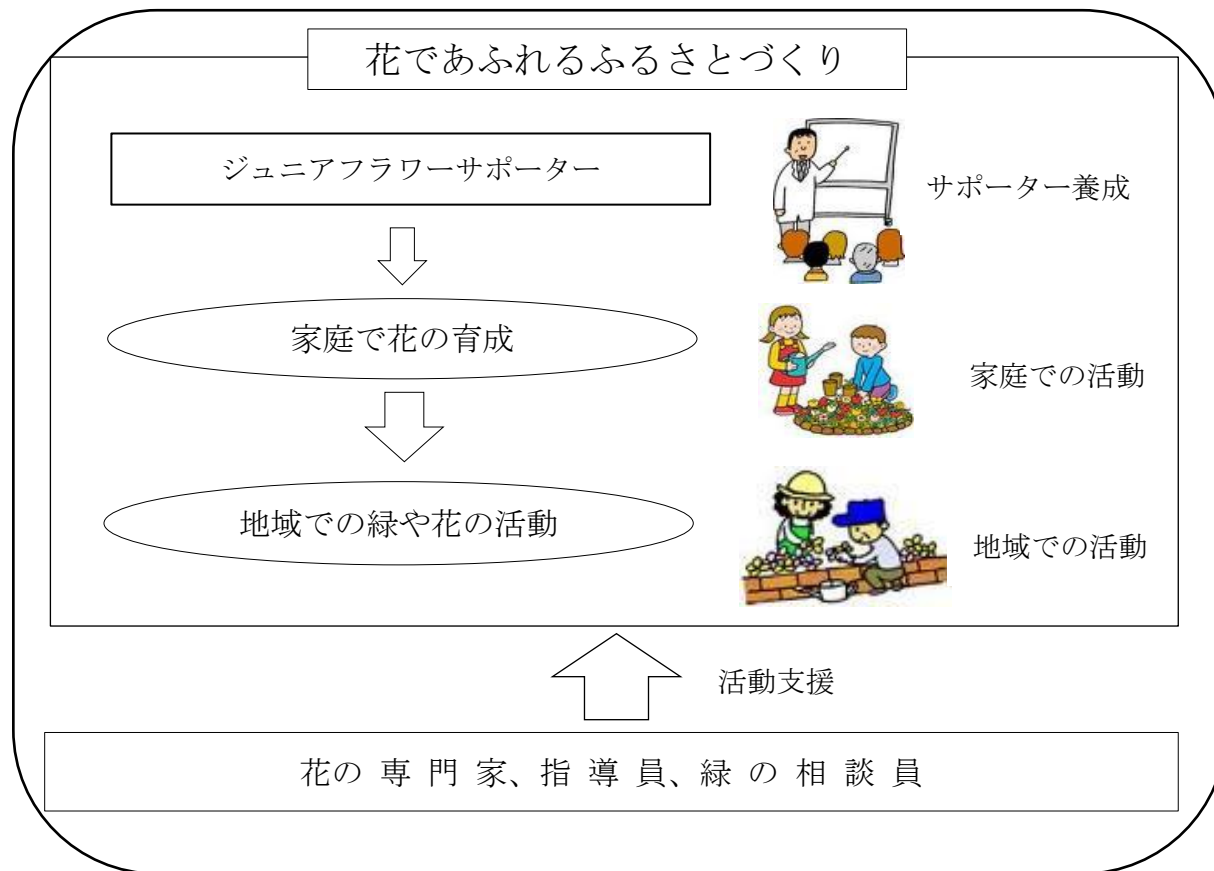 花であふれるふるさとづくり
ジュニアフラワーサポーター
サポーター養成
家庭で花の育成
家庭での活動
地域での緑や花の活動
地域での活動
活動支援
花の専門家、指導員、緑の相談員